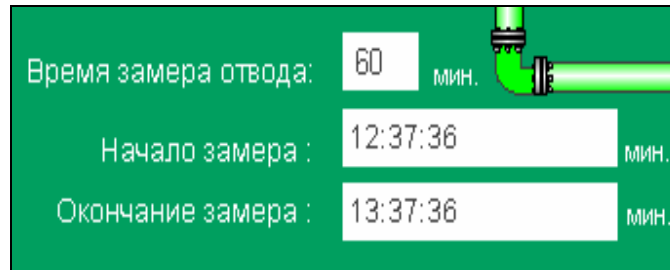 Время замера отвода: 60 мин.
Начало замера : 12:37:36 мин.
Окончание замера : 13:37:36 мин.